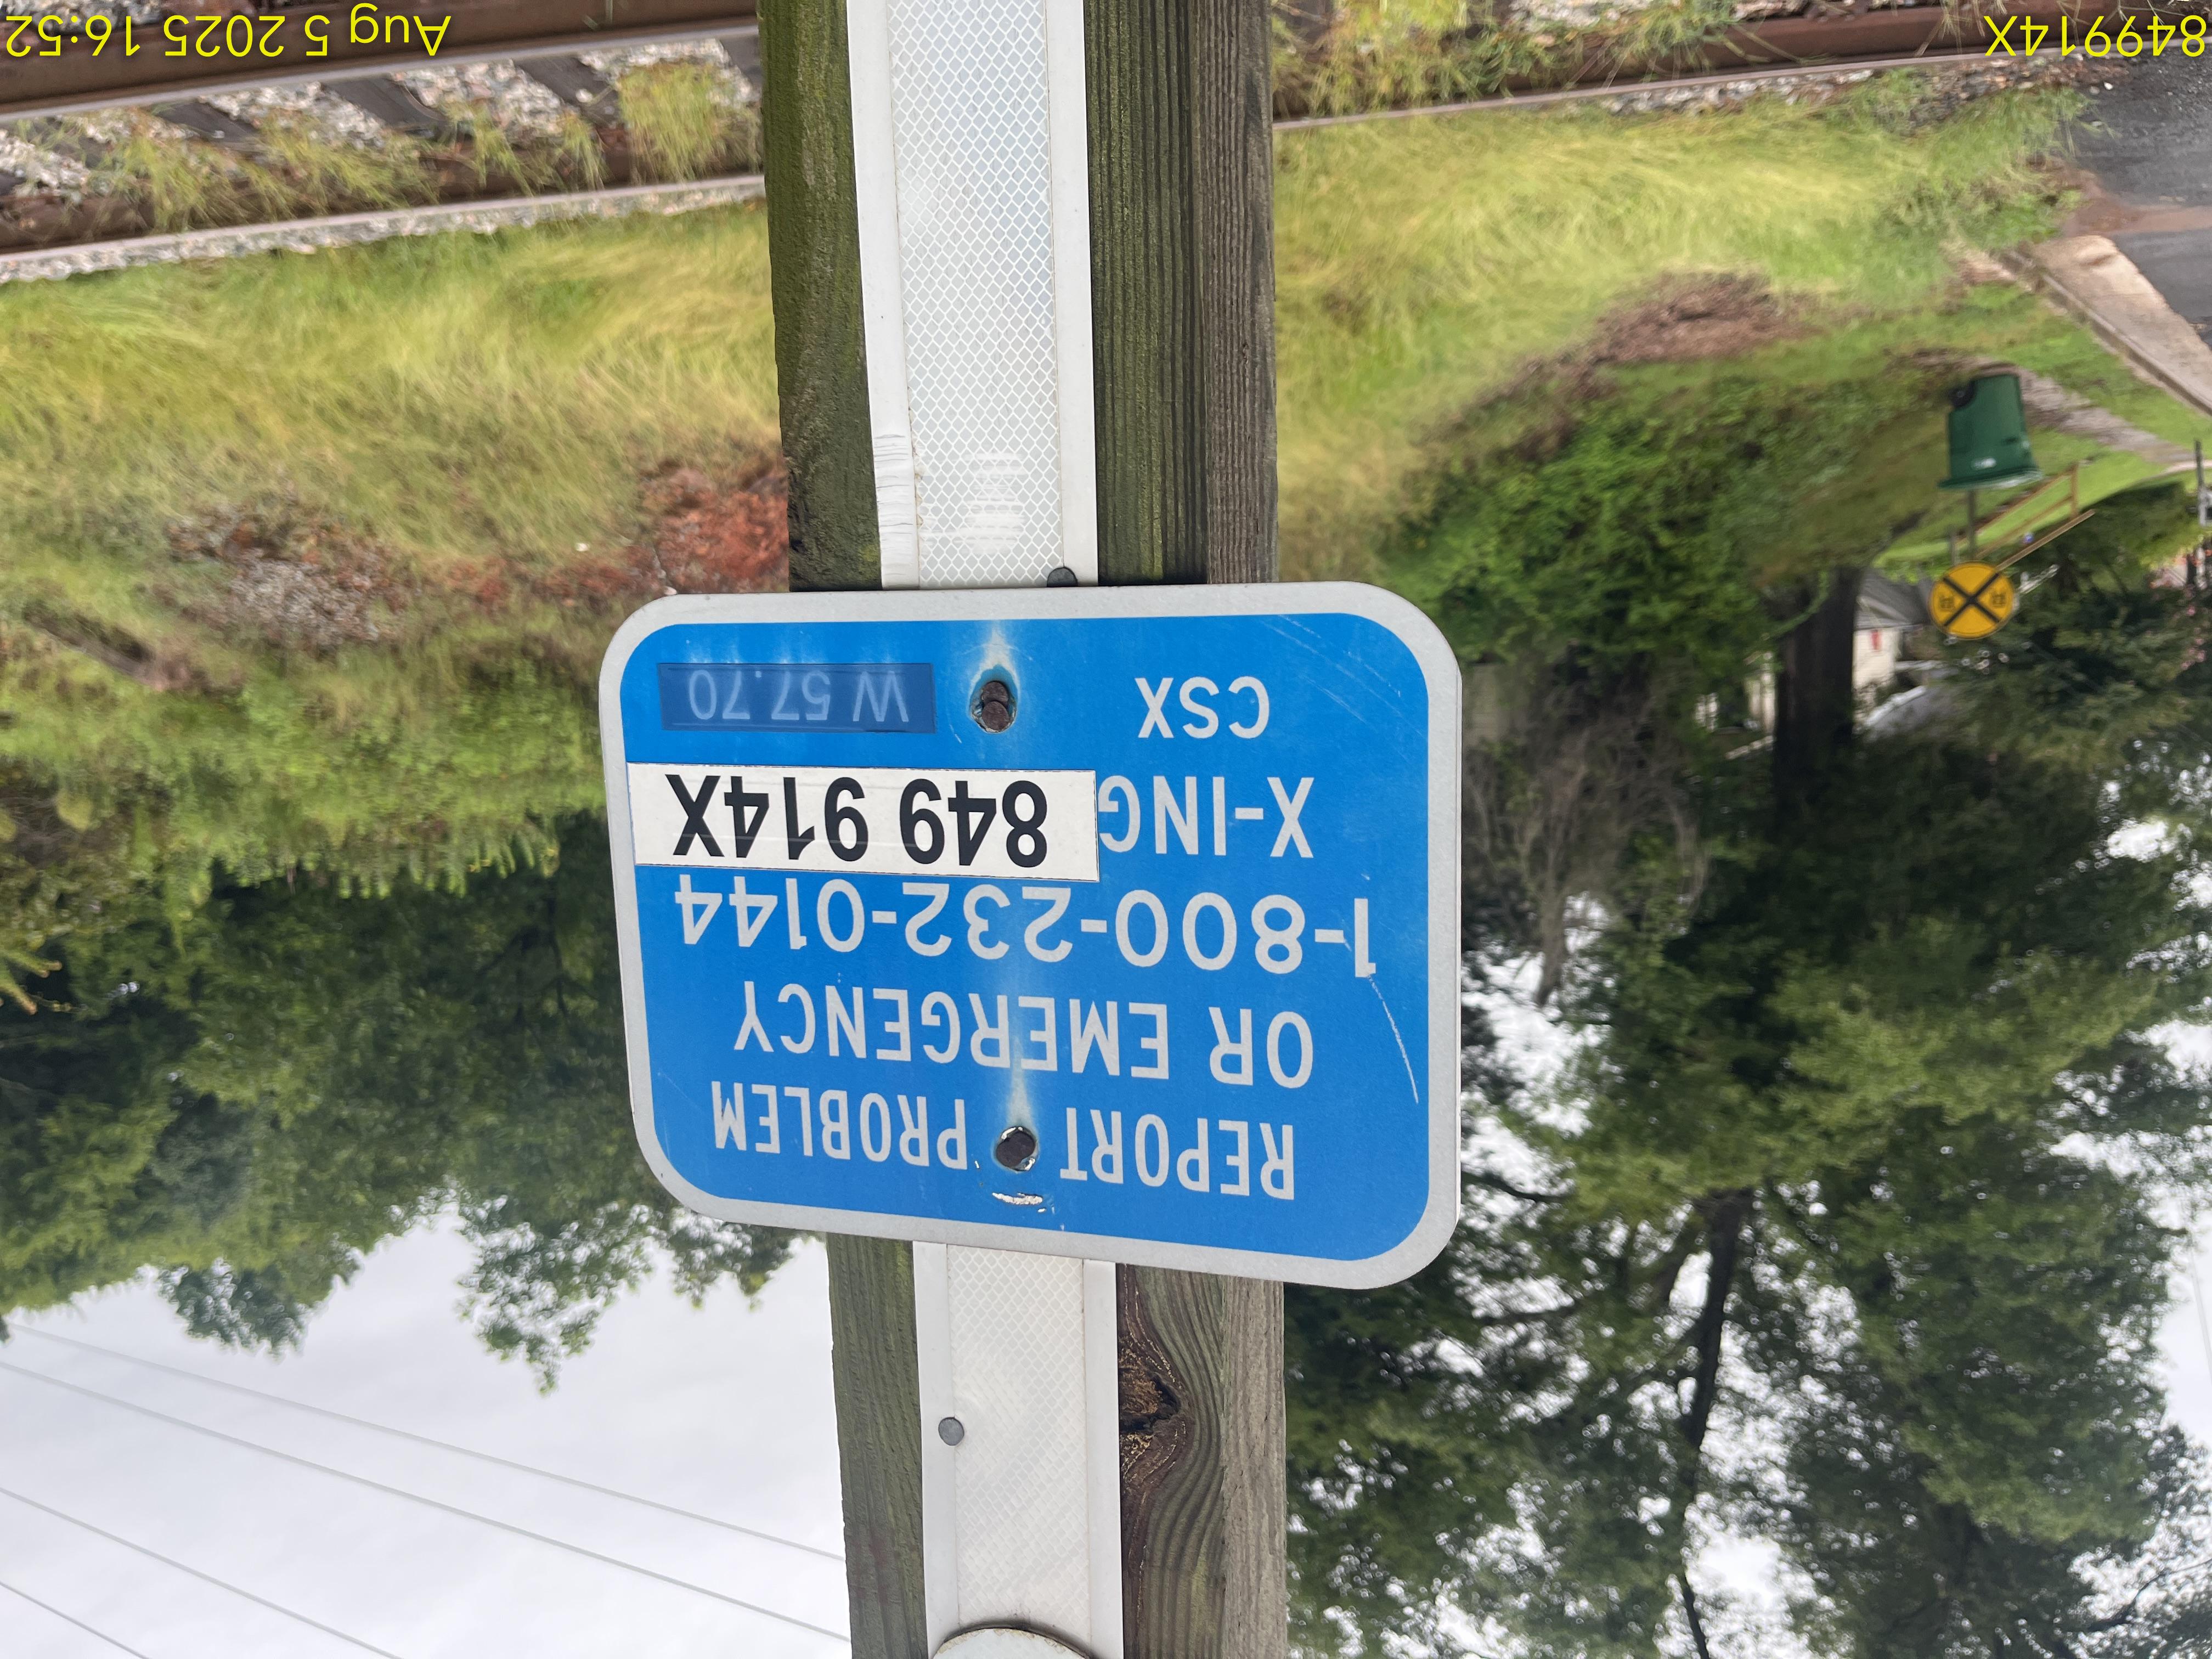 REPORT PROBLEM
OR EMERGENCY
1-800-232-0144
X-ING 849 914X
CSX W 57.70
R R
849914X
Aug 5 2025 16:52